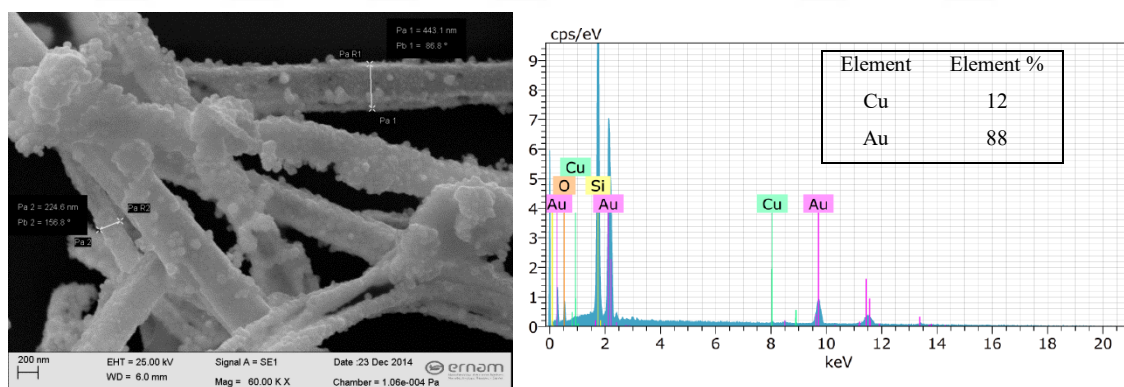 Pa 1 = 443.1 nm
Pb 1 = 86.8 °
Pa R1
Pa 1
Pa 2 = 224.6 nm
Pb 2 = 156.8 °
Pa R2
Pa 2
200 nm
EHT = 25.00 kV
Signal A = SE1
Date :23 Dec 2014
WD = 6.0 mm
Mag = 60.00 K X
Chamber = 1.06e-004 Pa
ernam
cps/eV
9
8
7
6
5
4
3
2
1
0
Element Element %
Cu 12
Au 88
Cu
O Si
Au Au Cu Au
0 2 4 6 8 10 12 14 16 18 20
keV